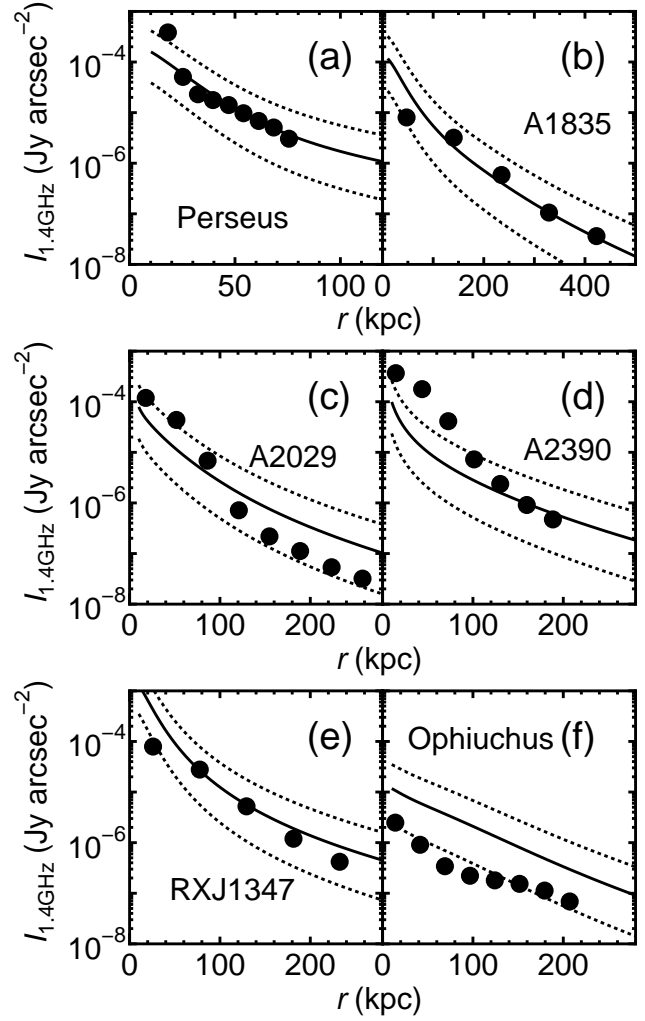 (a) (b)
10⁻⁴
A1835
10⁻⁶
Perseus
10⁻⁸
I1.4GHz (Jy arcsec⁻²)
0 50 100 0 200 400
r (kpc) r (kpc)
(c) (d)
10⁻⁴
A2029 A2390
10⁻⁶
10⁻⁸
I1.4GHz (Jy arcsec⁻²)
0 100 200 0 100 200
r (kpc) r (kpc)
(e) Ophiuchus (f)
10⁻⁴
10⁻⁶
RXJ1347
10⁻⁸
I1.4GHz (Jy arcsec⁻²)
0 100 200 0 100 200
r (kpc) r (kpc)